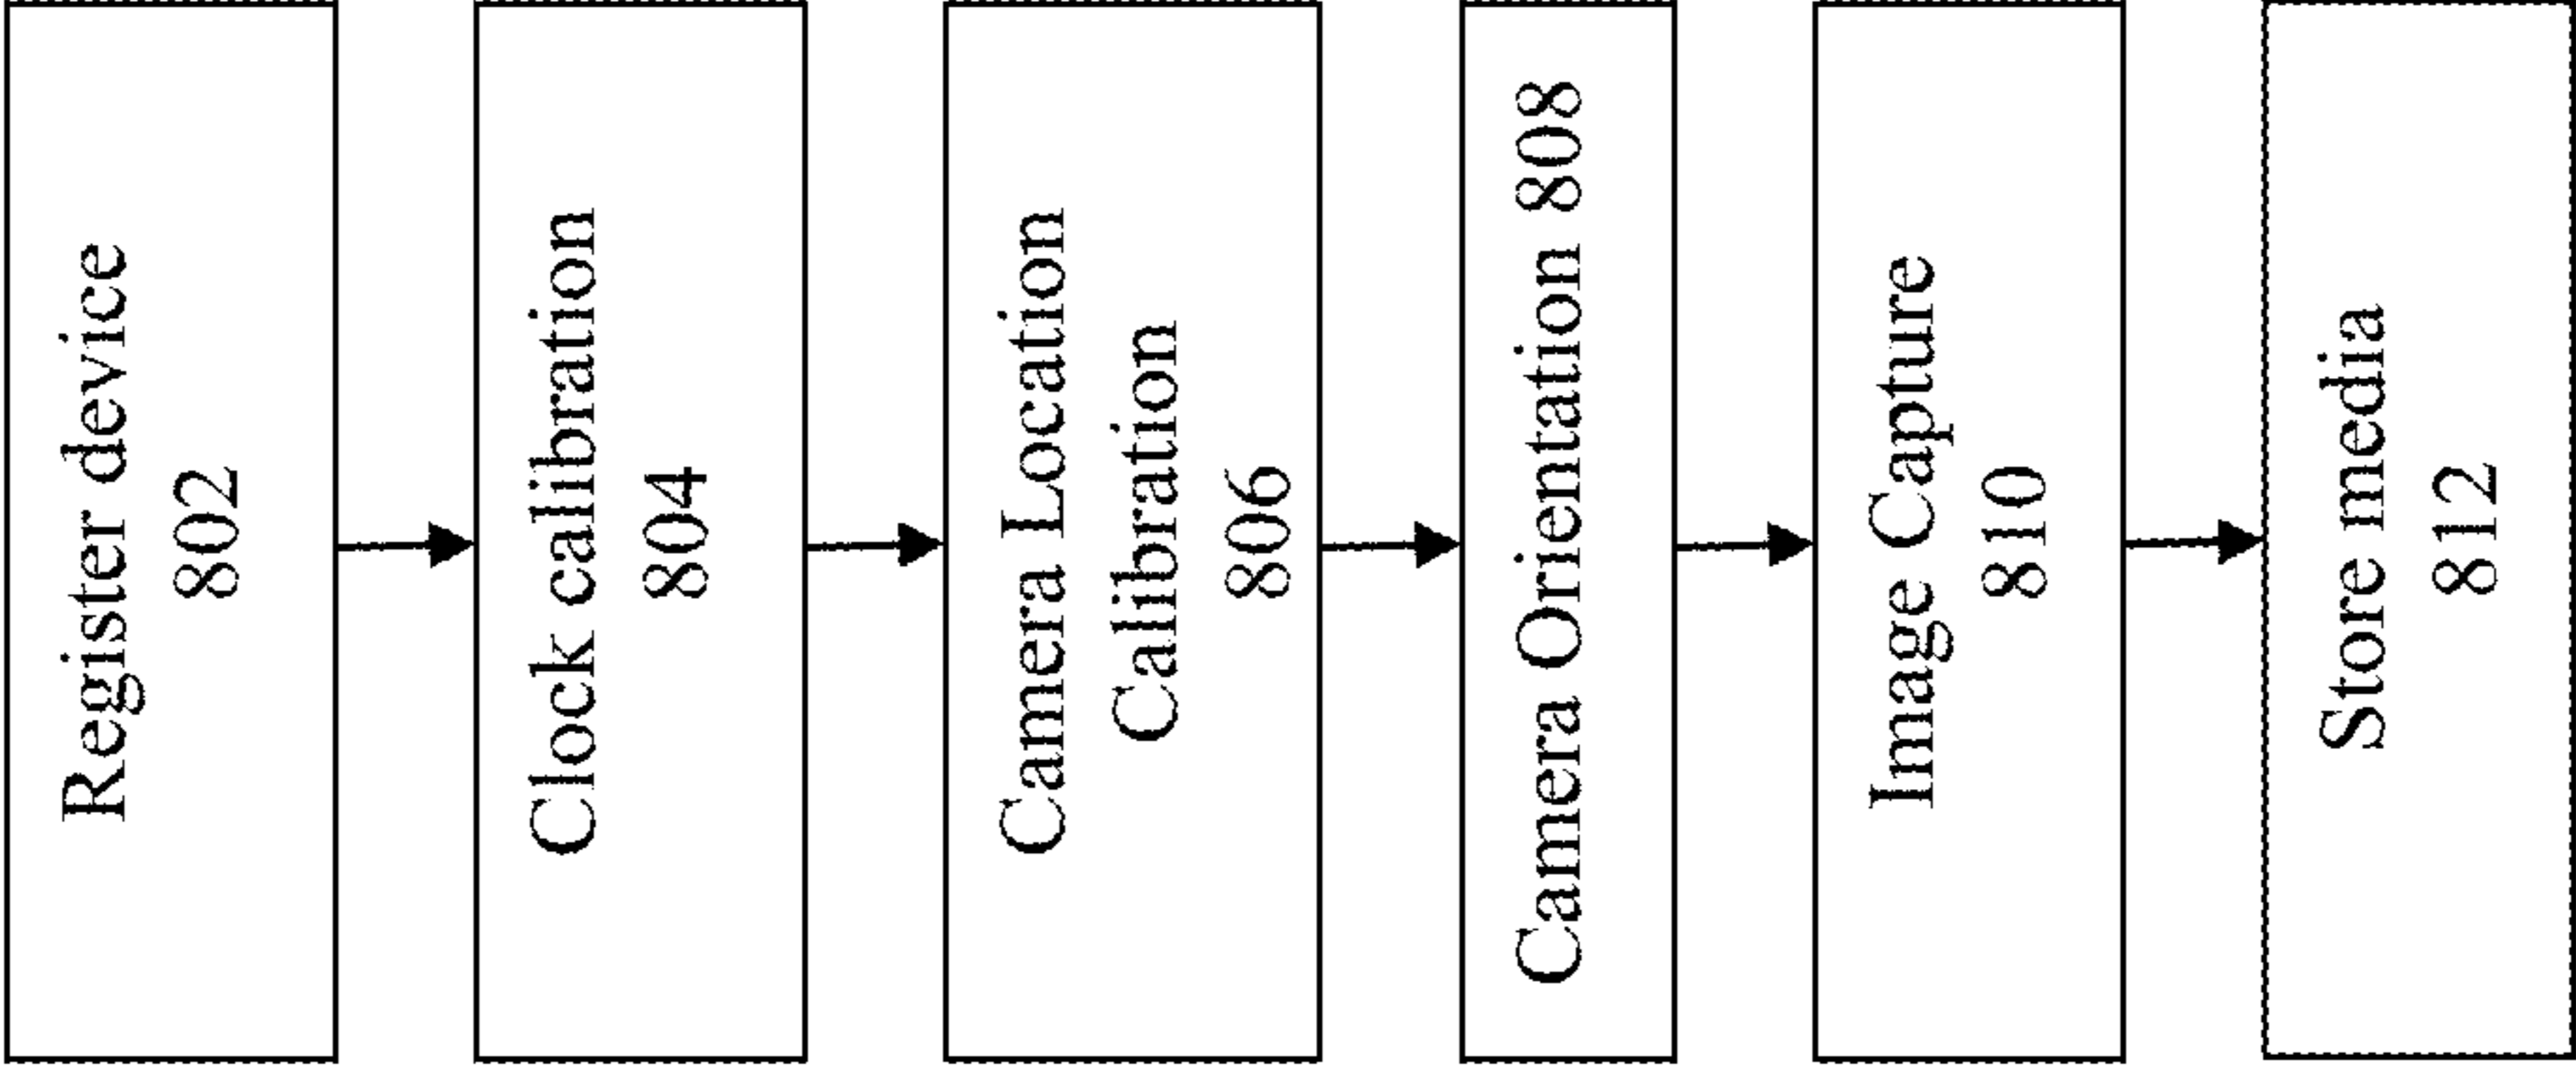 Register device
802
Clock calibration
804
Camera Location
Calibration
806
Camera Orientation 808
Image Capture
810
Store media
812